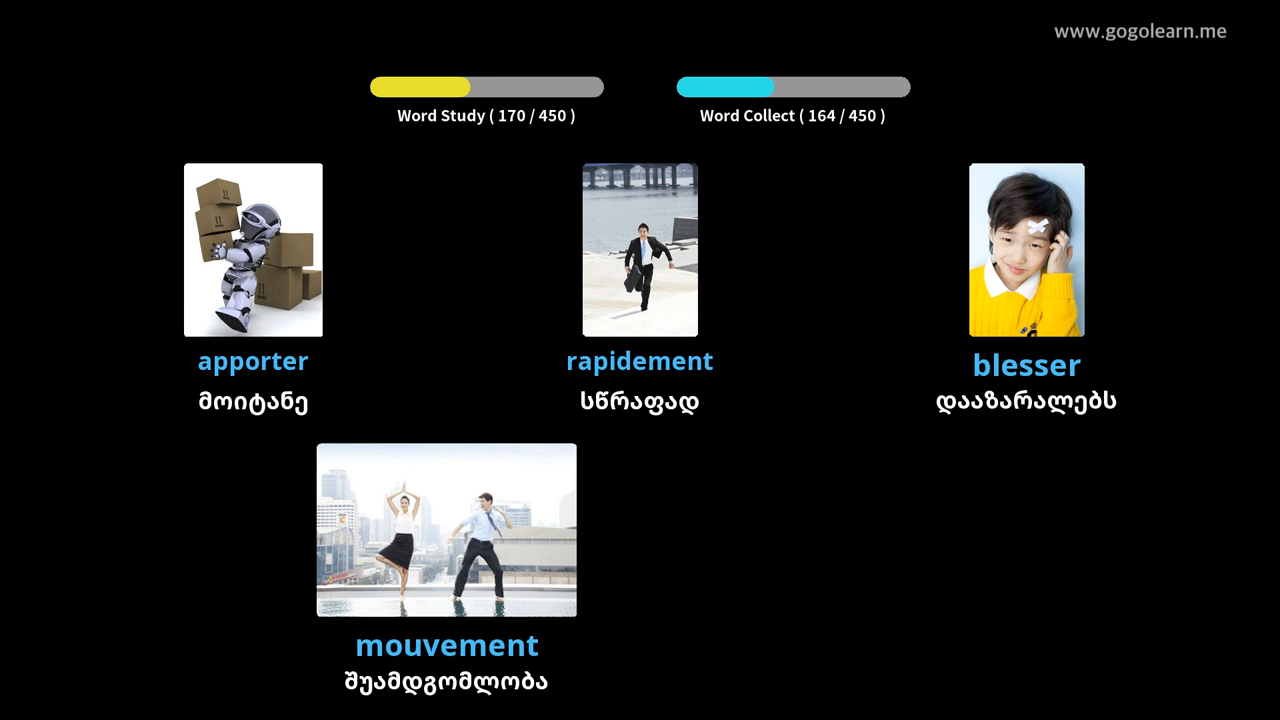 www.gogolearn.me
Word Study ( 170 / 450 )
Word Collect ( 164 / 450 )
apporter
მოიტანე
rapidement
სწრაფად
blesser
დააზარალებს
mouvement
შუამდგომლობა